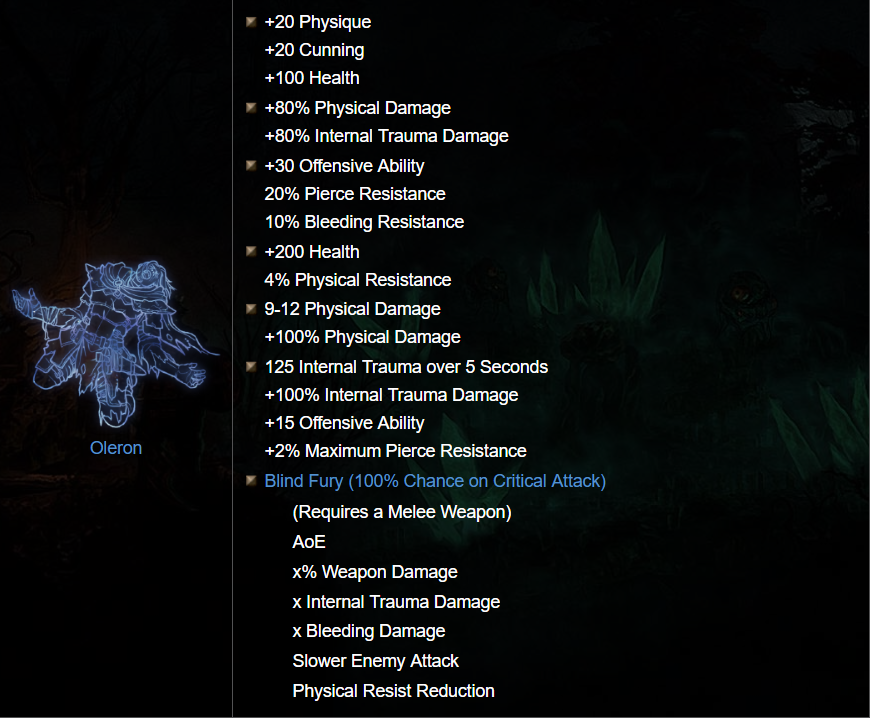 +20 Physique
+20 Cunning
+100 Health
+80% Physical Damage
+80% Internal Trauma Damage
+30 Offensive Ability
20% Pierce Resistance
10% Bleeding Resistance
+200 Health
4% Physical Resistance
9-12 Physical Damage
+100% Physical Damage
125 Internal Trauma over 5 Seconds
+100% Internal Trauma Damage
+15 Offensive Ability
+2% Maximum Pierce Resistance
Oleron
Blind Fury (100% Chance on Critical Attack)
(Requires a Melee Weapon)
AoE
x% Weapon Damage
x Internal Trauma Damage
x Bleeding Damage
Slower Enemy Attack
Physical Resist Reduction